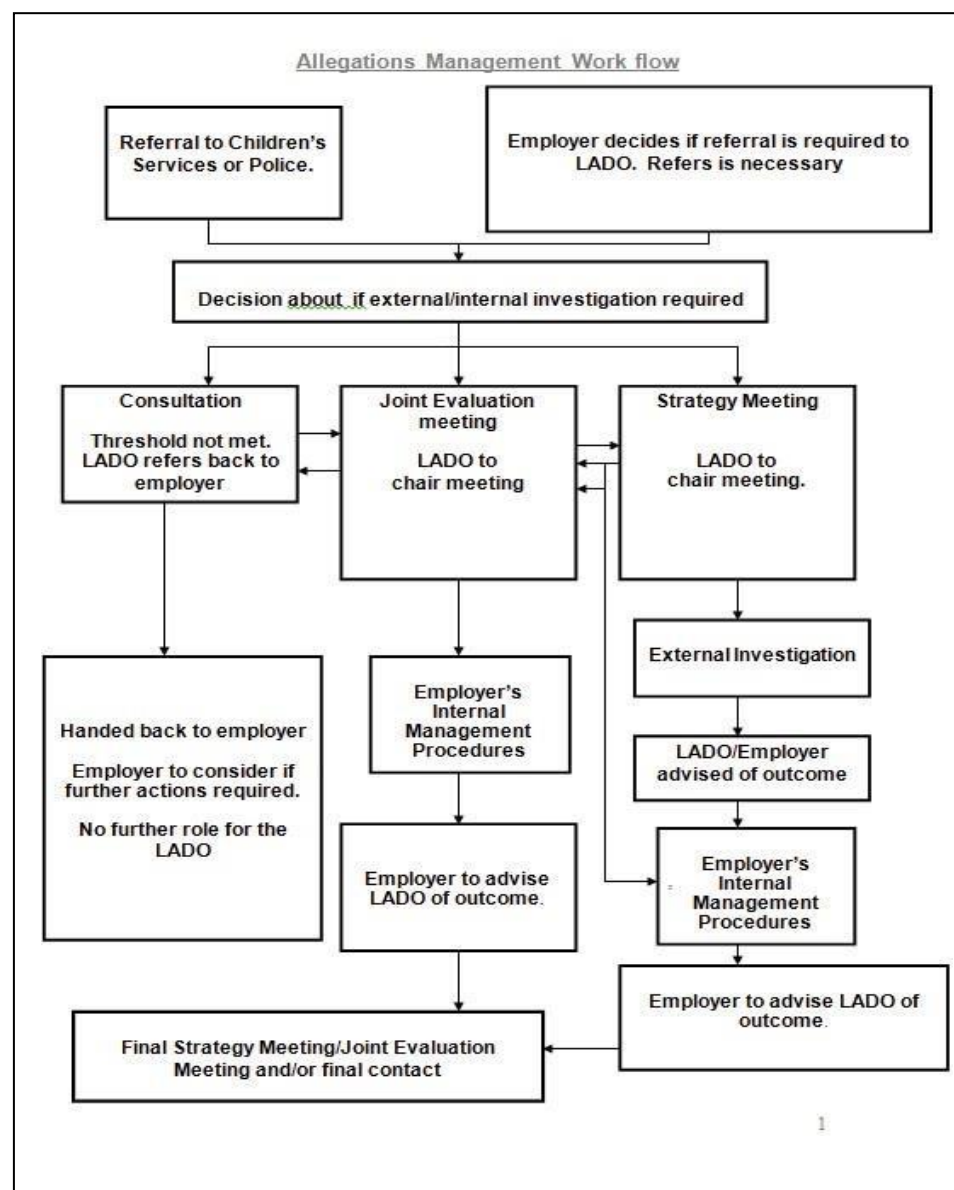 Allegations Management Work flow
Referral to Children's
Services or Police.
Employer decides if referral is required to
LADO. Refers is necessary
Decision about if external/internal investigation required
Consultation
Threshold not met.
LADO refers back to
employer
Joint Evaluation
meeting
LADO to
chair meeting
Strategy Meeting
LADO to
chair meeting.
External Investigation
Handed back to employer
Employer to consider if
further actions required.
No further role for the
LADO
Employer's
Internal
Management
Procedures
LADO/Employer
advised of outcome
Employer to advise
LADO of outcome.
Employer's
Internal
Management
Procedures
Employer to advise LADO of
outcome.
Final Strategy Meeting/Joint Evaluation
Meeting and/or final contact
1